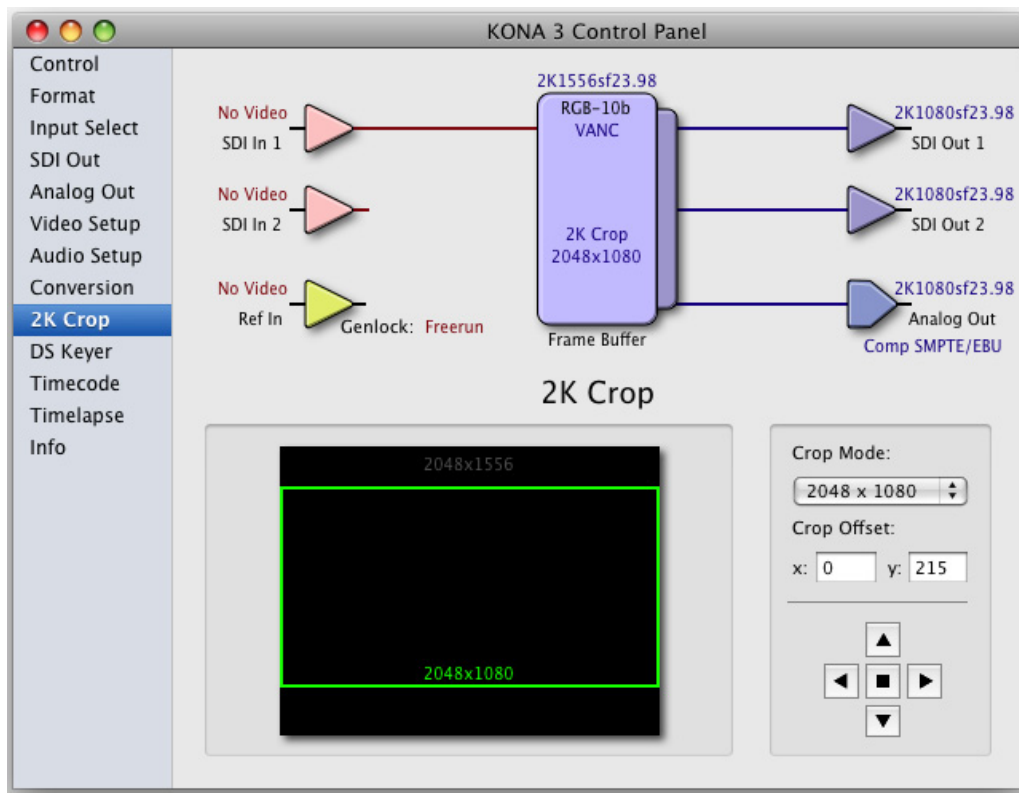 KONA 3 Control Panel
Control
Format
Input Select
SDI Out
Analog Out
Video Setup
Audio Setup
Conversion
2K Crop
DS Keyer
Timecode
Timelapse
Info
2K1556sf23.98
No Video
SDI In 1
RGB-10b
VANC
2K1080sf23.98
SDI Out 1
No Video
SDI In 2
2K Crop
2048x1080
2K1080sf23.98
SDI Out 2
No Video
Ref In
Genlock: Freerun
Frame Buffer
2K1080sf23.98
Analog Out
Comp SMPTE/EBU
2K Crop
2048x1556
2048x1080
Crop Mode:
2048 x 1080
Crop Offset:
x: 0 y: 215